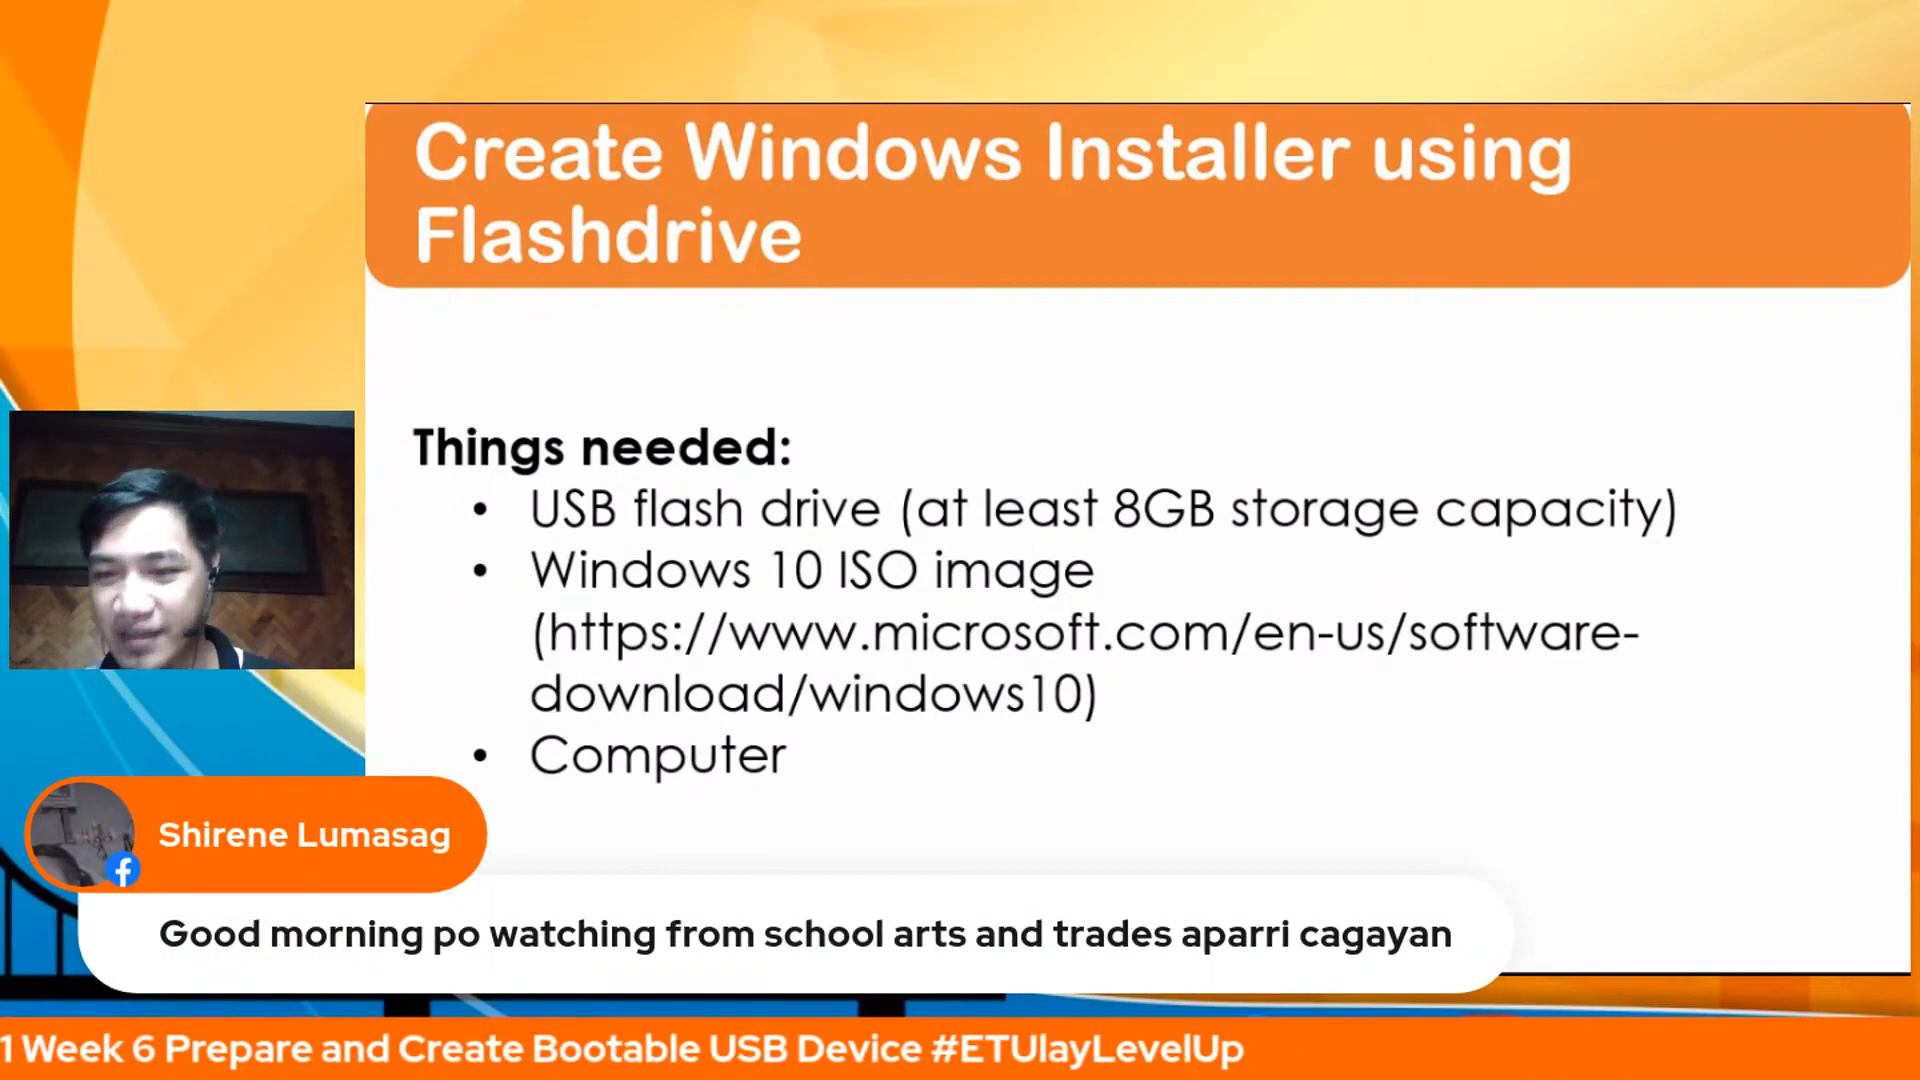 Create Windows Installer using
Flashdrive
Things needed:
• USB flash drive (at least 8GB storage capacity)
• Windows 10 ISO image
(https://www.microsoft.com/en-us/software-
download/windows10)
• Computer
Shirene Lumasag
Good morning po watching from school arts and trades aparri cagayan
1 Week 6 Prepare and Create Bootable USB Device #ETUlayLevelUp